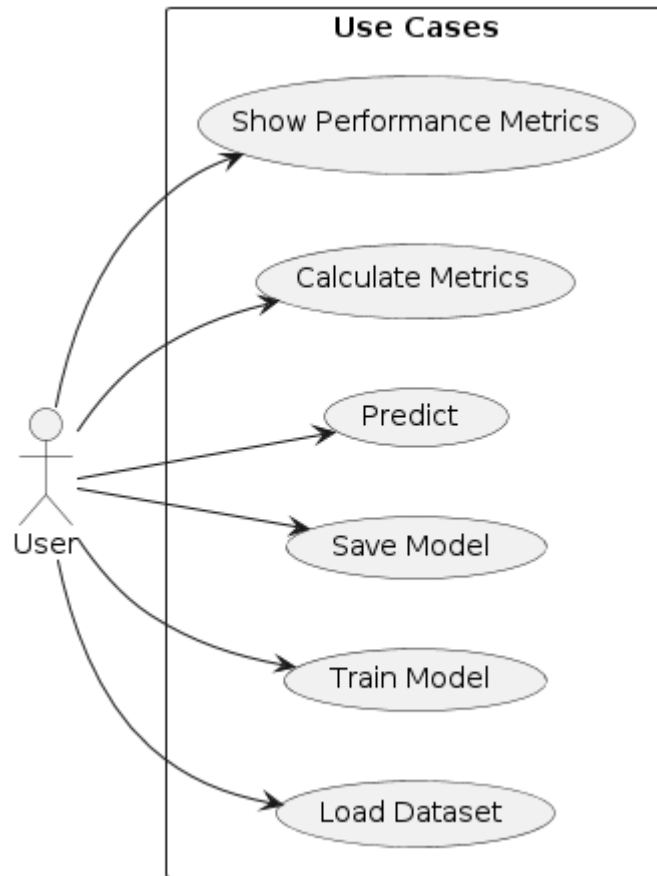 Use Cases
Show Performance Metrics
Calculate Metrics
Predict
Save Model
User
Train Model
Load Dataset